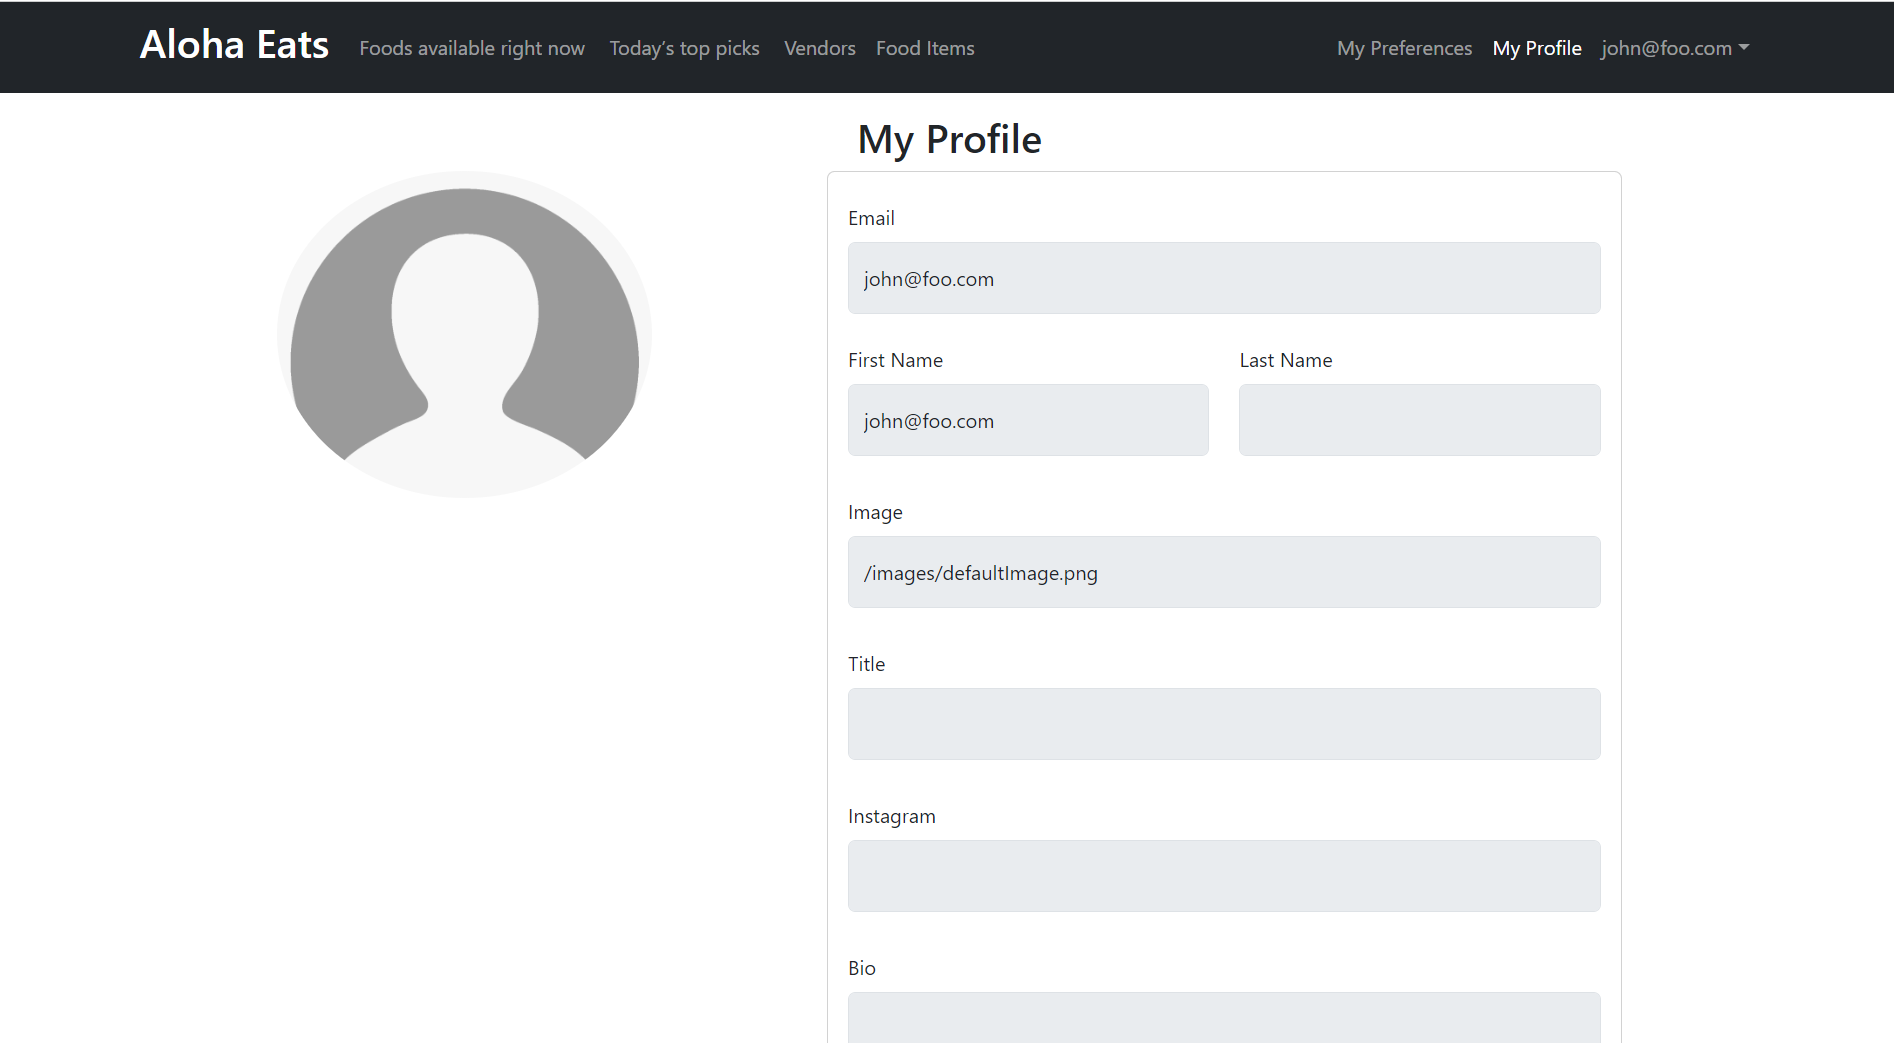 Aloha Eats Foods available right now Today's top picks Vendors Food Items My Preferences My Profile john@foo.com
My Profile
Email
john@foo.com
First Name Last Name
john@foo.com
Image
/images/defaultImage.png
Title
Instagram
Bio